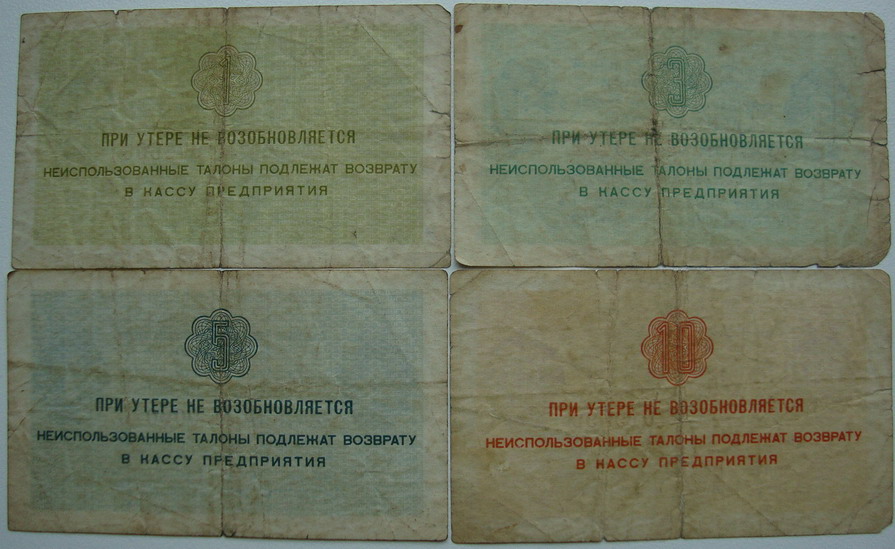 1
ПРИ УТЕРЕ НЕ ВОЗОБНОВЛЯЕТСЯ
НЕИСПОЛЬЗОВАННЫЕ ТАЛОНЫ ПОДЛЕЖАТ ВОЗВРАТУ
В КАССУ ПРЕДПРИЯТИЯ
3
ПРИ УТЕРЕ НЕ ВОЗОБНОВЛЯЕТСЯ
НЕИСПОЛЬЗОВАННЫЕ ТАЛОНЫ ПОДЛЕЖАТ ВОЗВРАТУ
В КАССУ ПРЕДПРИЯТИЯ
5
ПРИ УТЕРЕ НЕ ВОЗОБНОВЛЯЕТСЯ
НЕИСПОЛЬЗОВАННЫЕ ТАЛОНЫ ПОДЛЕЖАТ ВОЗВРАТУ
В КАССУ ПРЕДПРИЯТИЯ
10
ПРИ УТЕРЕ НЕ ВОЗОБНОВЛЯЕТСЯ
НЕИСПОЛЬЗОВАННЫЕ ТАЛОНЫ ПОДЛЕЖАТ ВОЗВРАТУ
В КАССУ ПРЕДПРИЯТИЯ